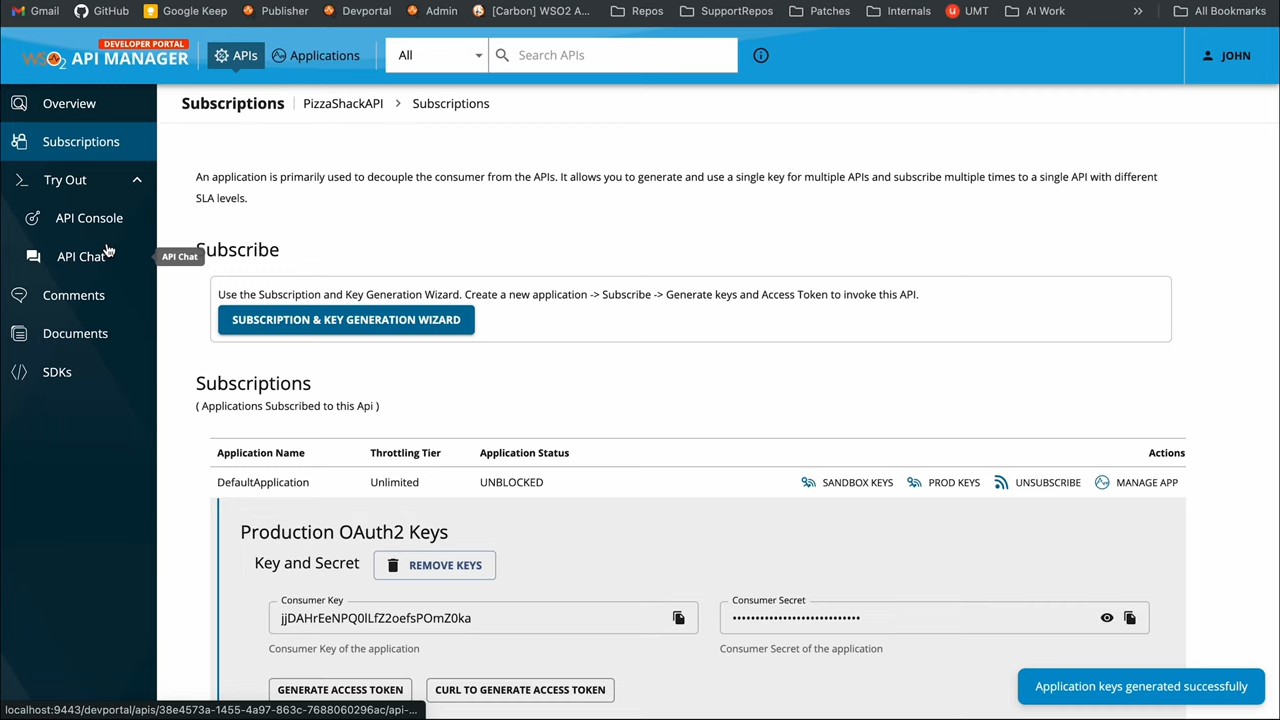 Gmail GitHub Google Keep Publisher Devportal Admin [Carbon] WSO2 A... Repos SupportRepos Patches Internals UMT AI Work » All Bookmarks
DEVELOPER PORTAL
WSO2 API MANAGER APIs Applications All Search APIs JOHN
Overview
Subscriptions
Try Out
API Console
API Chat
Comments
Documents
SDKs
API Chat
Subscriptions PizzaShackAPI > Subscriptions
An application is primarily used to decouple the consumer from the APIs. It allows you to generate and use a single key for multiple APIs and subscribe multiple times to a single API with different
SLA levels.
Subscribe
Use the Subscription and Key Generation Wizard. Create a new application -> Subscribe -> Generate keys and Access Token to invoke this API.
SUBSCRIPTION & KEY GENERATION WIZARD
Subscriptions
( Applications Subscribed to this Api )
Application Name Throttling Tier Application Status Actions
DefaultApplication Unlimited UNBLOCKED SANDBOX KEYS PROD KEYS UNSUBSCRIBE MANAGE APP
Production OAuth2 Keys
Key and Secret REMOVE KEYS
Consumer Key Consumer Secret
jjDAHrEeNPQ0lLfZ2oefsPOmZ0ka ••••••••••••••••••••••••••••
Consumer Key of the application Consumer Secret of the application
GENERATE ACCESS TOKEN CURL TO GENERATE ACCESS TOKEN
Application keys generated successfully
localhost:9443/devportal/apis/38e4573a-1455-4a97-863c-7688060296ac/api-...